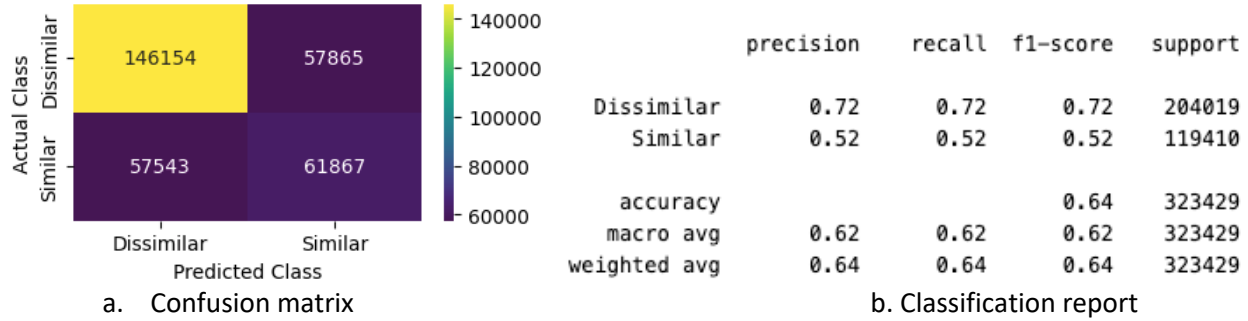 Actual Class
Dissimilar
Similar
146154 57865
57543 61867
Dissimilar Similar
Predicted Class
140000
120000
100000
80000
60000
a. Confusion matrix
precision recall f1-score support
Dissimilar 0.72 0.72 0.72 204019
Similar 0.52 0.52 0.52 119410
accuracy 0.64 323429
macro avg 0.62 0.62 0.62 323429
weighted avg 0.64 0.64 0.64 323429
b. Classification report